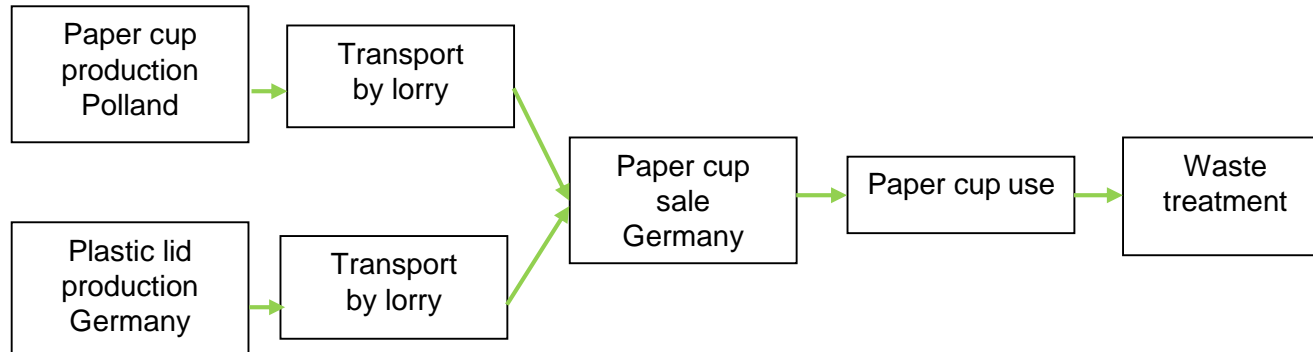 Paper cup
production
Polland
Transport
by lorry
Plastic lid
production
Germany
Transport
by lorry
Paper cup
sale
Germany
Paper cup use
Waste
treatment